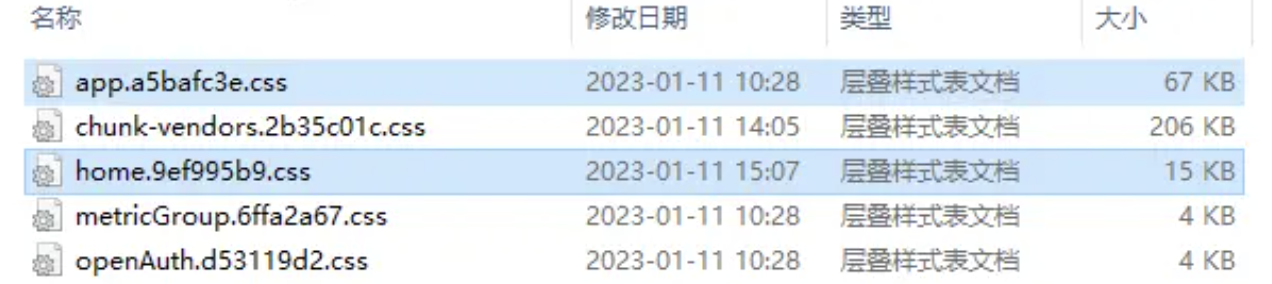 名称 修改日期 类型 大小
app.a5bafc3e.css 2023-01-11 10:28 层叠样式表文档 67 KB
chunk-vendors.2b35c01c.css 2023-01-11 14:05 层叠样式表文档 206 KB
home.9ef995b9.css 2023-01-11 15:07 层叠样式表文档 15 KB
metricGroup.6ffa2a67.css 2023-01-11 10:28 层叠样式表文档 4 KB
openAuth.d53119d2.css 2023-01-11 10:28 层叠样式表文档 4 KB